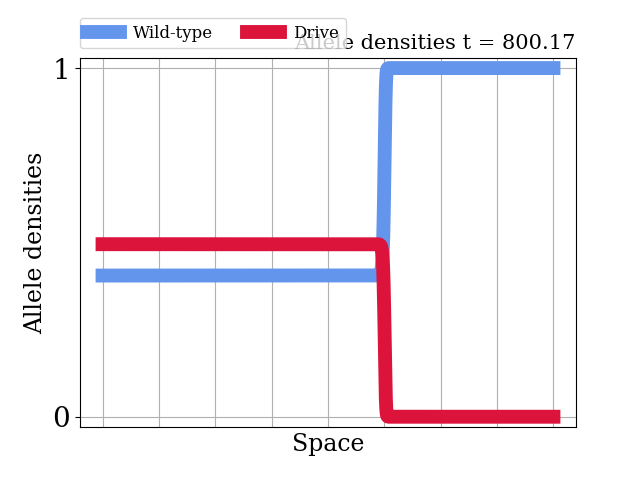 Wild-type Drive
Allele densities t = 800.17
1
Allele densities
0
Space